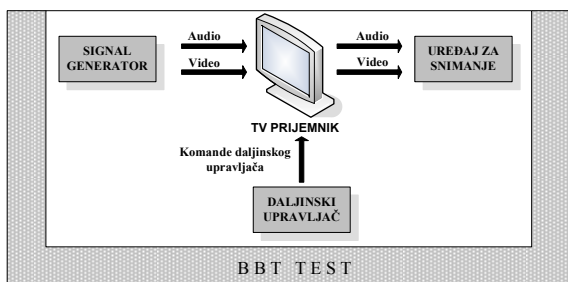 SIGNAL
GENERATOR
Audio
Video
Audio
Video
UREĐAJ ZA
SNIMANJE
TV PRIJEMNIK
Komande daljinskog
upravljača
DALJINSKI
UPRAVLJAČ
BBT TEST